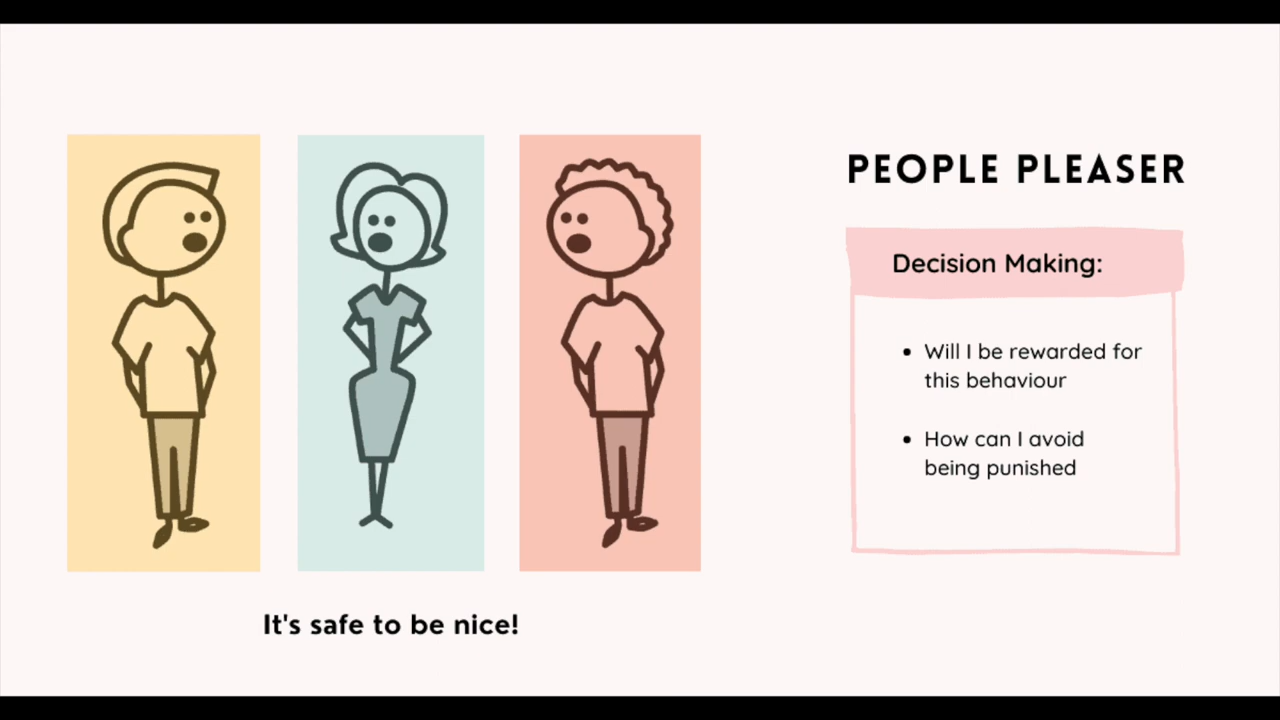 PEOPLE PLEASER
Decision Making:
• Will I be rewarded for
this behaviour
• How can I avoid
being punished
It's safe to be nice!